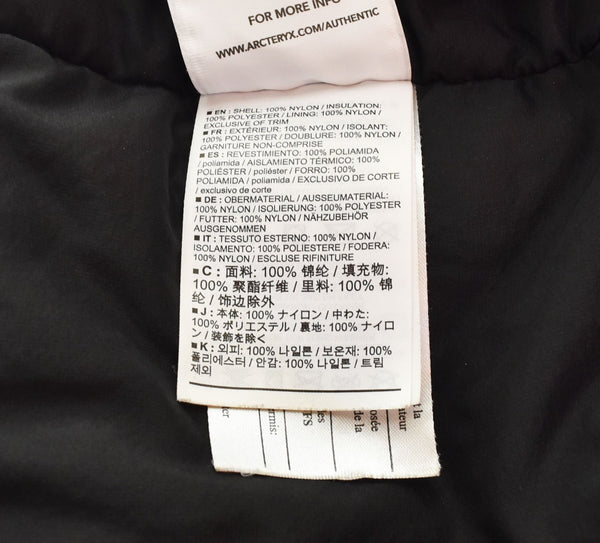 FOR MORE INFO
WWW.ARCTERYX.COM/AUTHENTIC
■ EN : SHELL: 100% NYLON / INSULATION:
100% POLYESTER / LINING: 100% NYLON /
EXCLUSIVE OF TRIM
■ FR : EXTÉRIEUR: 100% NYLON / ISOLANT:
100% POLYESTER / DOUBLURE: 100% NYLON /
GARNITURE NON-COMPRISE
■ ES : REVESTIMIENTO: 100% POLIAMIDA
/ poliamida / AISLAMIENTO TÉRMICO: 100%
POLIÉSTER / poliéster / FORRO: 100%
POLIAMIDA / poliamida / EXCLUSIVO DE CORTE /
exclusivo de corte
■ DE : OBERMATERIAL / AUSSEUMATERIAL:
100% NYLON / ISOLIERUNG: 100% POLYESTER
/ FUTTER: 100% NYLON / NÄHZUBEHÖR
AUSGENOMMEN
■ IT : TESSUTO ESTERNO: 100% NYLON /
ISOLAMENTO: 100% POLIESTERE / FODERA:
100% NYLON / ESCLUSE RIFINITURE
■ C : 面料: 100% 锦纶 / 填充物:
100% 聚酯纤维 / 里料: 100% 锦
纶 / 饰边除外
■ J : 本体: 100% ナイロン / 中わた:
100% ポリエステル / 裏地: 100% ナイロ
ン / 装飾を除く
■ K : 외피: 100% 나일론 / 보온재: 100%
폴리에스터 / 안감: 100% 나일론 / 트림
제외
ermis:
les
FS
osée
de la
t la
ateur